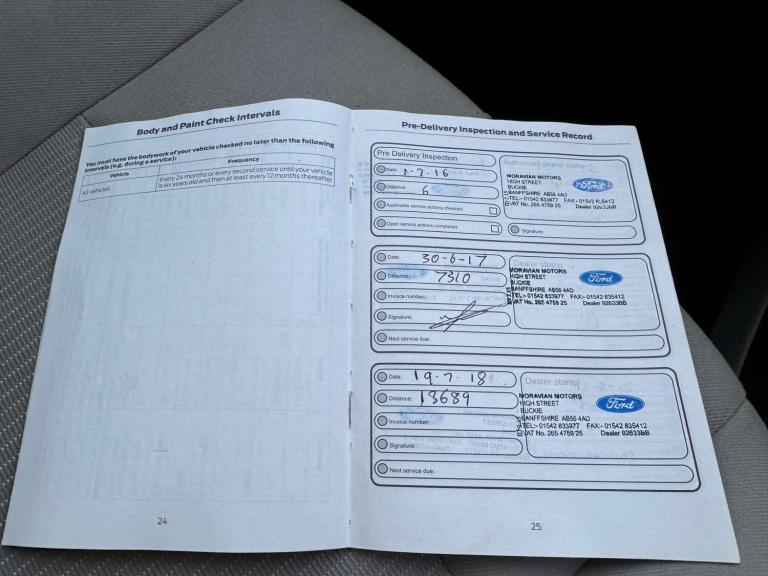 Body and Paint Check Intervals
You must have the bodywork of your vehicle checked no later than the following
intervals (e.g. during a service):
Vehicle Frequency
All vehicles Every 24 months or every second service until your vehicle
is six years old and then at least every 12 months thereafter
24
Pre-Delivery Inspection and Service Record
Pre Delivery Inspection
Authorised dealer stamp
Date: 1-7-16
Distance: 6
Applicable service actions checked:
Open service actions completed:
MORAVIAN MOTORS
HIGH STREET
BUCKIE
BANFFSHIRE AB56 4AU
TEL:- 01542 833977 FAX:- 01542 835412
VAT No. 265 4759 25 Dealer 92633BB
Ford
Signature:
Date: 30-6-17
Distance: 7310
Invoice number:
Signature:
Next service due:
Dealer stamp
MORAVIAN MOTORS
HIGH STREET
BUCKIE
BANFFSHIRE AB56 4AU
TEL:- 01542 833977 FAX:- 01542 835412
VAT No. 265 4759 25 Dealer 92633BB
Ford
Date: 19-7-18
Distance: 18689
Invoice number:
Signature:
Next service due:
Dealer stamp
MORAVIAN MOTORS
HIGH STREET
BUCKIE
BANFFSHIRE AB56 4AU
TEL:- 01542 833977 FAX:- 01542 835412
VAT No. 265 4759 25 Dealer 92633BB
Ford
25